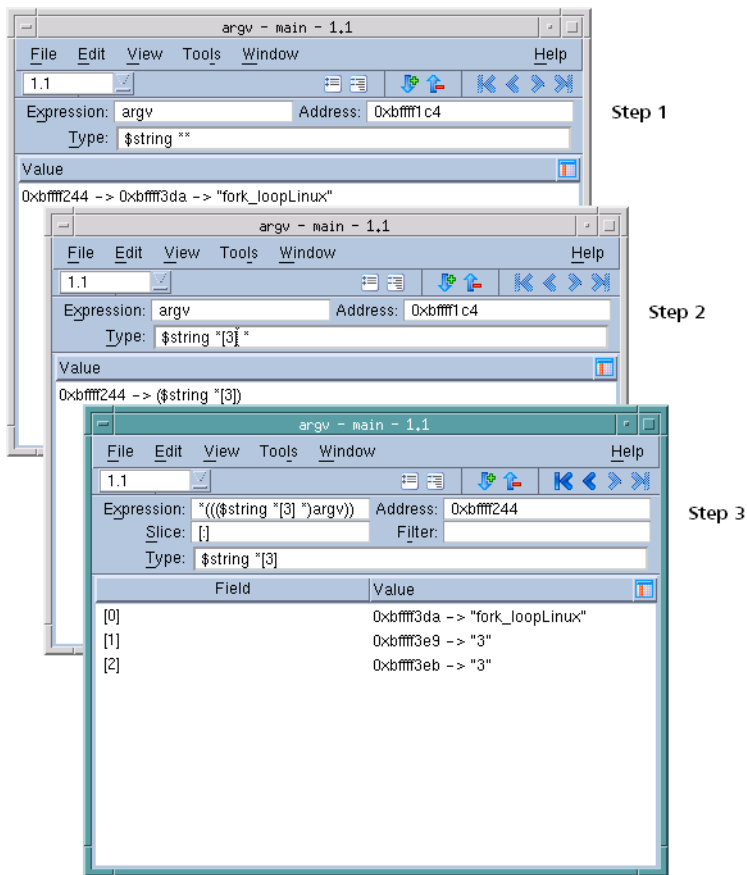 argv - main - 1.1
File Edit View Tools Window Help
1.1
Expression: argv Address: 0xbffff1c4
Type: $string **
Value
0xbffff244 -> 0xbffff3da -> "fork_loopLinux"
Step 1
argv - main - 1.1
File Edit View Tools Window Help
1.1
Expression: argv Address: 0xbffff1c4
Type: $string *[3] *
Value
0xbffff244 -> ($string *[3])
Step 2
argv - main - 1.1
File Edit View Tools Window Help
1.1
Expression: *((($string *[3] *)argv)) Address: 0xbffff244
Slice: [:] Filter:
Type: $string *[3]
Field Value
[0] 0xbffff3da -> "fork_loopLinux"
[1] 0xbffff3e9 -> "3"
[2] 0xbffff3eb -> "3"
Step 3